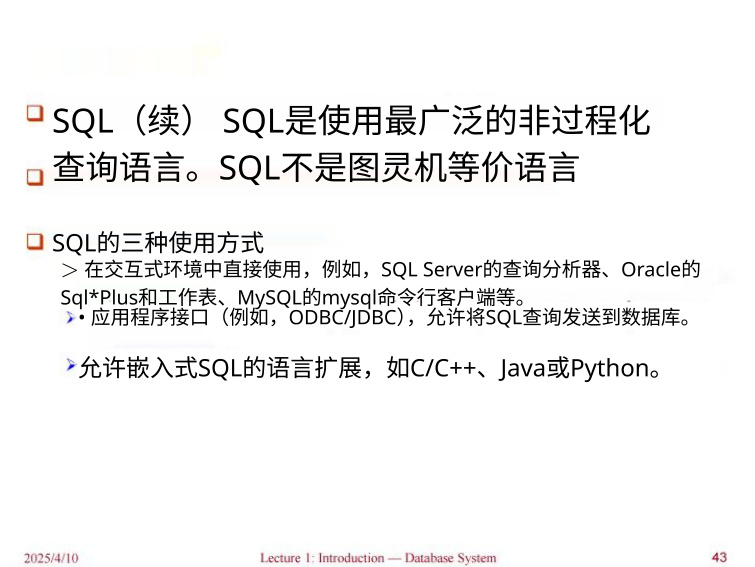 SQL（续） SQL是使用最广泛的非过程化
查询语言。SQL不是图灵机等价语言
SQL的三种使用方式
＞在交互式环境中直接使用，例如，SQL Server的查询分析器、Oracle的
Sql*Plus和工作表、MySQL的mysql命令行客户端等。
• 应用程序接口（例如，ODBC/JDBC），允许将SQL查询发送到数据库。
允许嵌入式SQL的语言扩展，如C/C++、Java或Python。
2025/4/10 Lecture 1: Introduction — Database System 43